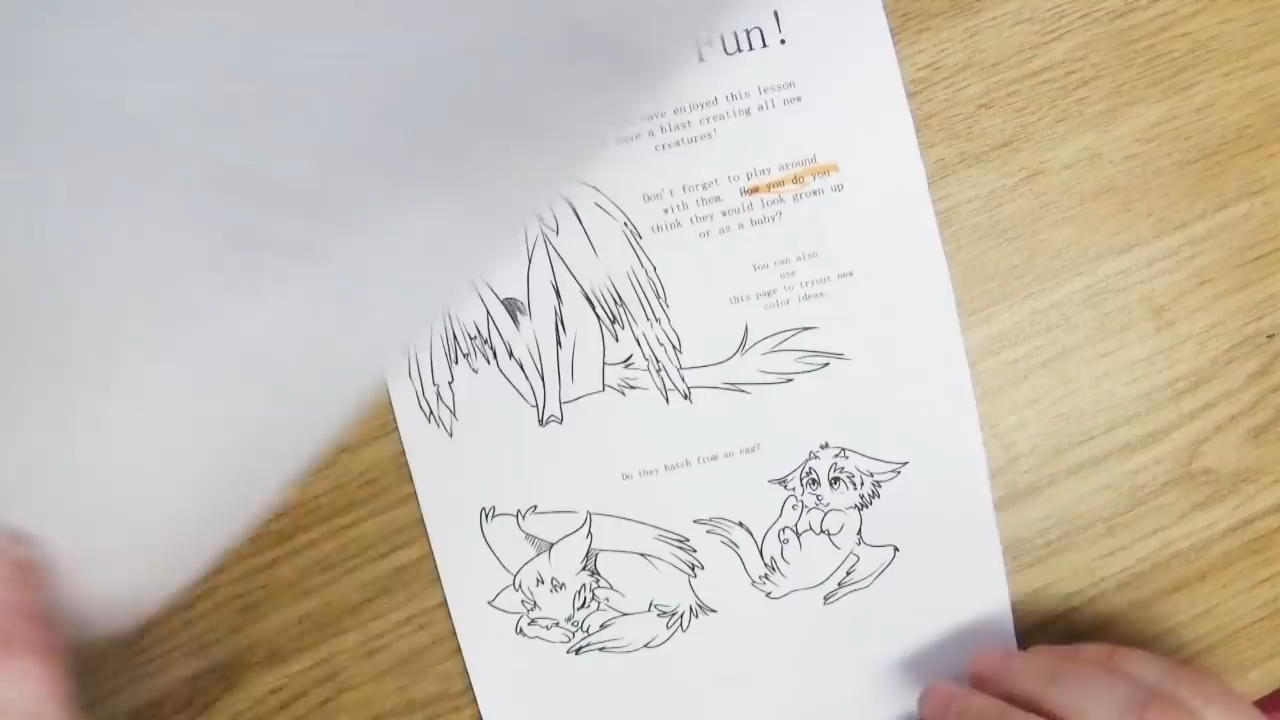 Fun!
have enjoyed this lesson
have a blast creating all new
creatures!
Don't forget to play around
with them. How you do you
think they would look grown up
or as a baby?
You can also
use
this page to tryout new
color ideas.
Do they hatch from an egg?